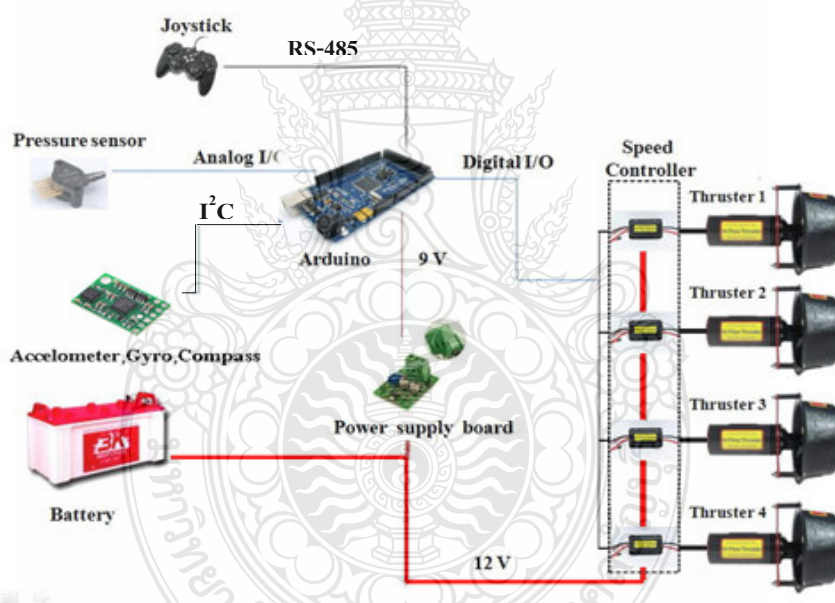 Joystick
RS-485
Pressure sensor
Analog I/O
Digital I/O
Speed
Controller
I²C
Arduino
9 V
Thruster 1
Thruster 2
Accelometer,Gyro,Compass
Power supply board
Thruster 3
Battery
Thruster 4
12 V